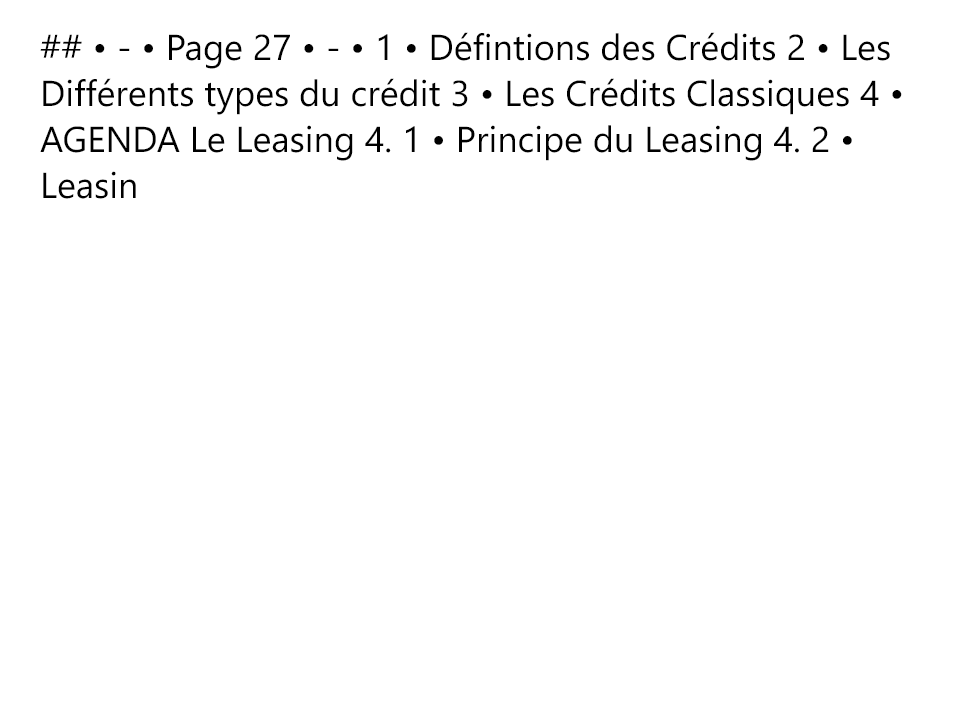 ## • - • Page 27 • - • 1 • Défintions des Crédits 2 • Les
Différents types du crédit 3 • Les Crédits Classiques 4 •
AGENDA Le Leasing 4. 1 • Principe du Leasing 4. 2 •
Leasin